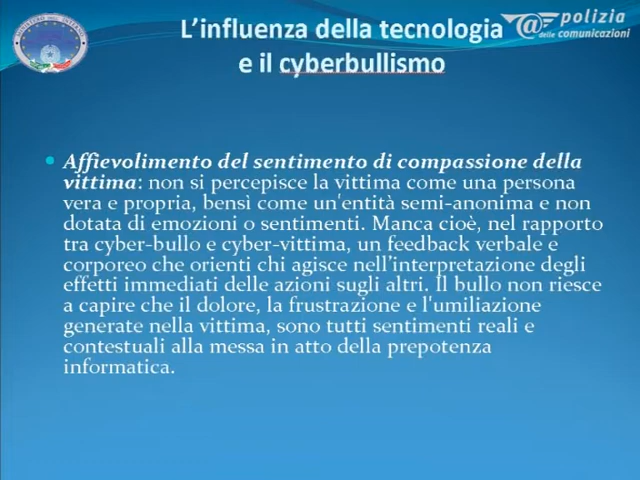 L'influenza della tecnologia
e il cyberbullismo
polizia
delle comunicazioni
Affievolimento del sentimento di compassione della
vittima: non si percepisce la vittima come una persona
vera e propria, bensì come un'entità semi-anonima e non
dotata di emozioni o sentimenti. Manca cioè, nel rapporto
tra cyber-bullo e cyber-vittima, un feedback verbale e
corporeo che orienti chi agisce nell'interpretazione degli
effetti immediati delle azioni sugli altri. Il bullo non riesce
a capire che il dolore, la frustrazione e l'umiliazione
generate nella vittima, sono tutti sentimenti reali e
contestuali alla messa in atto della prepotenza
informatica.